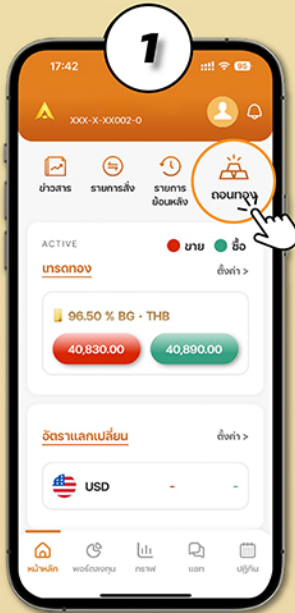 1
17:42
95
XXX-X-XX002-0
ข่าวสาร
รายการสั่ง
รายการ
ย้อนหลัง
ถอนทอง
ACTIVE
ขาย
ซื้อ
เทรดทอง
ตั้งค่า >
96.50 % BG · THB
40,830.00
40,890.00
อัตราแลกเปลี่ยน
ตั้งค่า >
USD
-
-
หน้าหลัก
พอร์ตลงทุน
กราฟ
แชท
ปฏิทิน